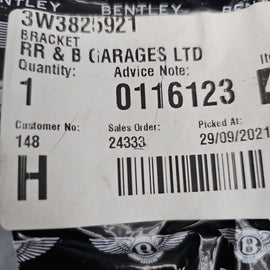 BENTLEY BENTLEY
3W3825921
BRACKET
RR & B GARAGES LTD
Quantity: Advice Note:
1 0116123
Customer No: Sales Order: Picked At:
148 24333 29/09/2021
H
B